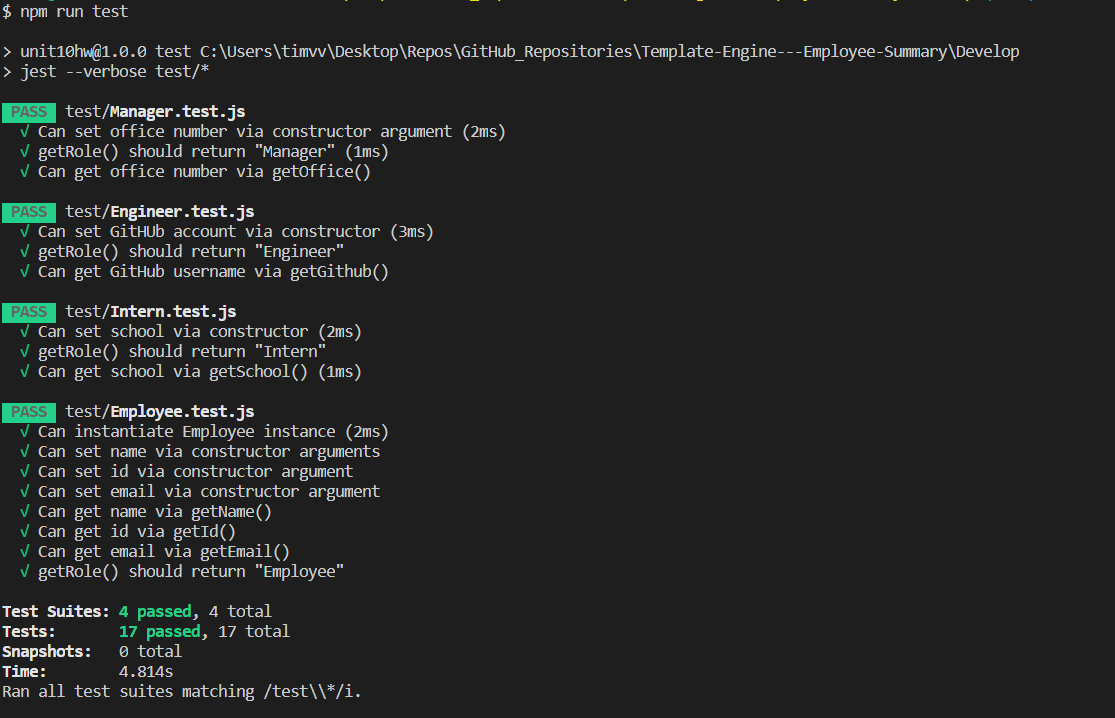 $ npm run test
> unit10hw@1.0.0 test C:\Users\timvv\Desktop\Repos\GitHub_Repositories\Template-Engine---Employee-Summary\Develop
> jest --verbose test/*
PASS test/Manager.test.js
√ Can set office number via constructor argument (2ms)
√ getRole() should return "Manager" (1ms)
√ Can get office number via getOffice()
PASS test/Engineer.test.js
√ Can set GitHUb account via constructor (3ms)
√ getRole() should return "Engineer"
√ Can get GitHub username via getGithub()
PASS test/Intern.test.js
√ Can set school via constructor (2ms)
√ getRole() should return "Intern"
√ Can get school via getSchool() (1ms)
PASS test/Employee.test.js
√ Can instantiate Employee instance (2ms)
√ Can set name via constructor arguments
√ Can set id via constructor argument
√ Can set email via constructor argument
√ Can get name via getName()
√ Can get id via getId()
√ Can get email via getEmail()
√ getRole() should return "Employee"
Test Suites: 4 passed, 4 total
Tests: 17 passed, 17 total
Snapshots: 0 total
Time: 4.814s
Ran all test suites matching /test\\*/i.